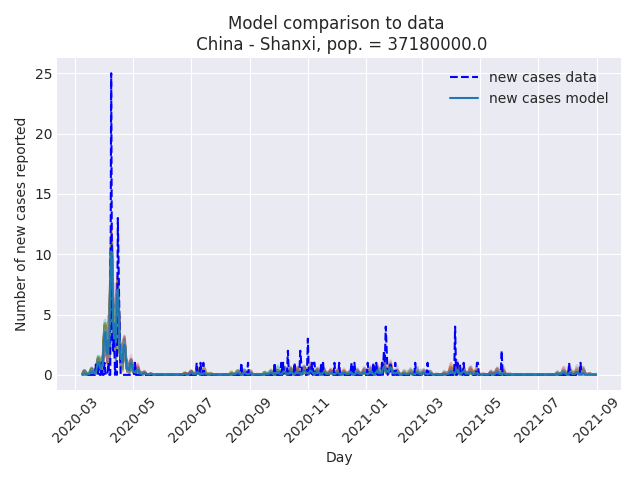 Model comparison to data
China - Shanxi, pop. = 37180000.0
Number of new cases reported
25
20
15
10
5
0
new cases data
new cases model
2020-03
2020-05
2020-07
2020-09
2020-11
2021-01
2021-03
2021-05
2021-07
2021-09
Day